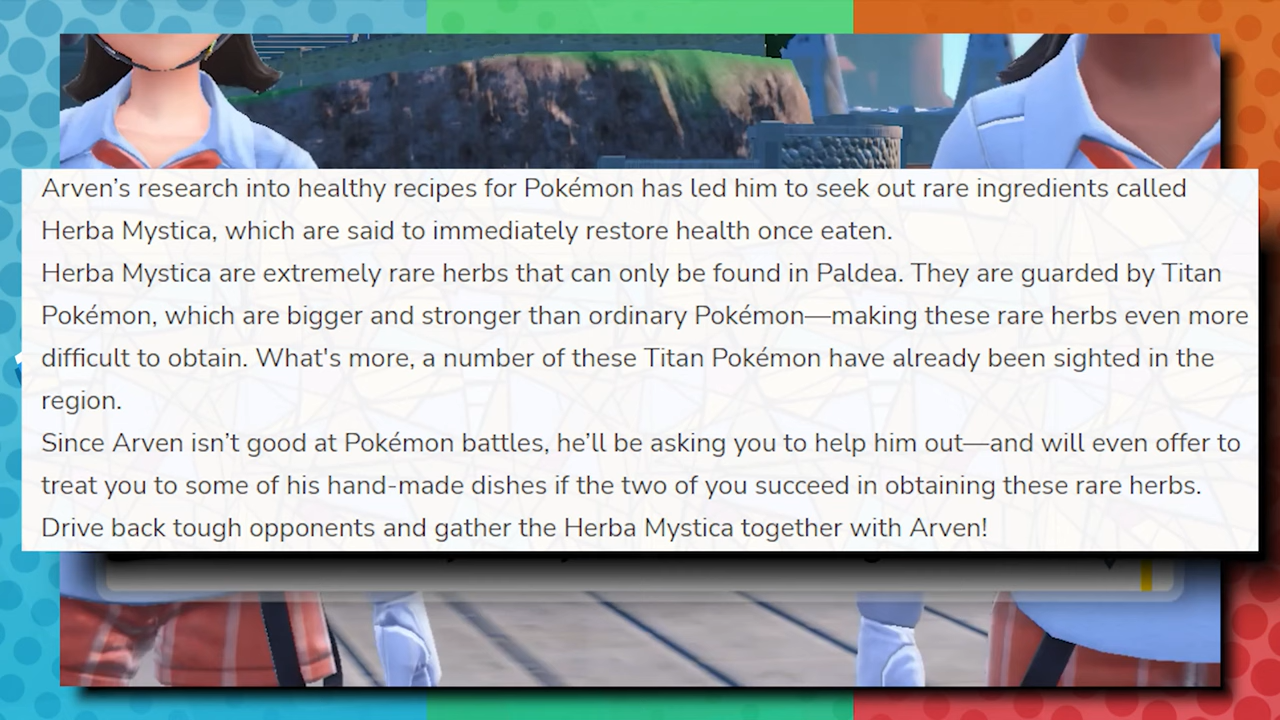 Arven’s research into healthy recipes for Pokémon has led him to seek out rare ingredients called
Herba Mystica, which are said to immediately restore health once eaten.
Herba Mystica are extremely rare herbs that can only be found in Paldea. They are guarded by Titan
Pokémon, which are bigger and stronger than ordinary Pokémon—making these rare herbs even more
difficult to obtain. What's more, a number of these Titan Pokémon have already been sighted in the
region.
Since Arven isn’t good at Pokémon battles, he’ll be asking you to help him out—and will even offer to
treat you to some of his hand-made dishes if the two of you succeed in obtaining these rare herbs.
Drive back tough opponents and gather the Herba Mystica together with Arven!